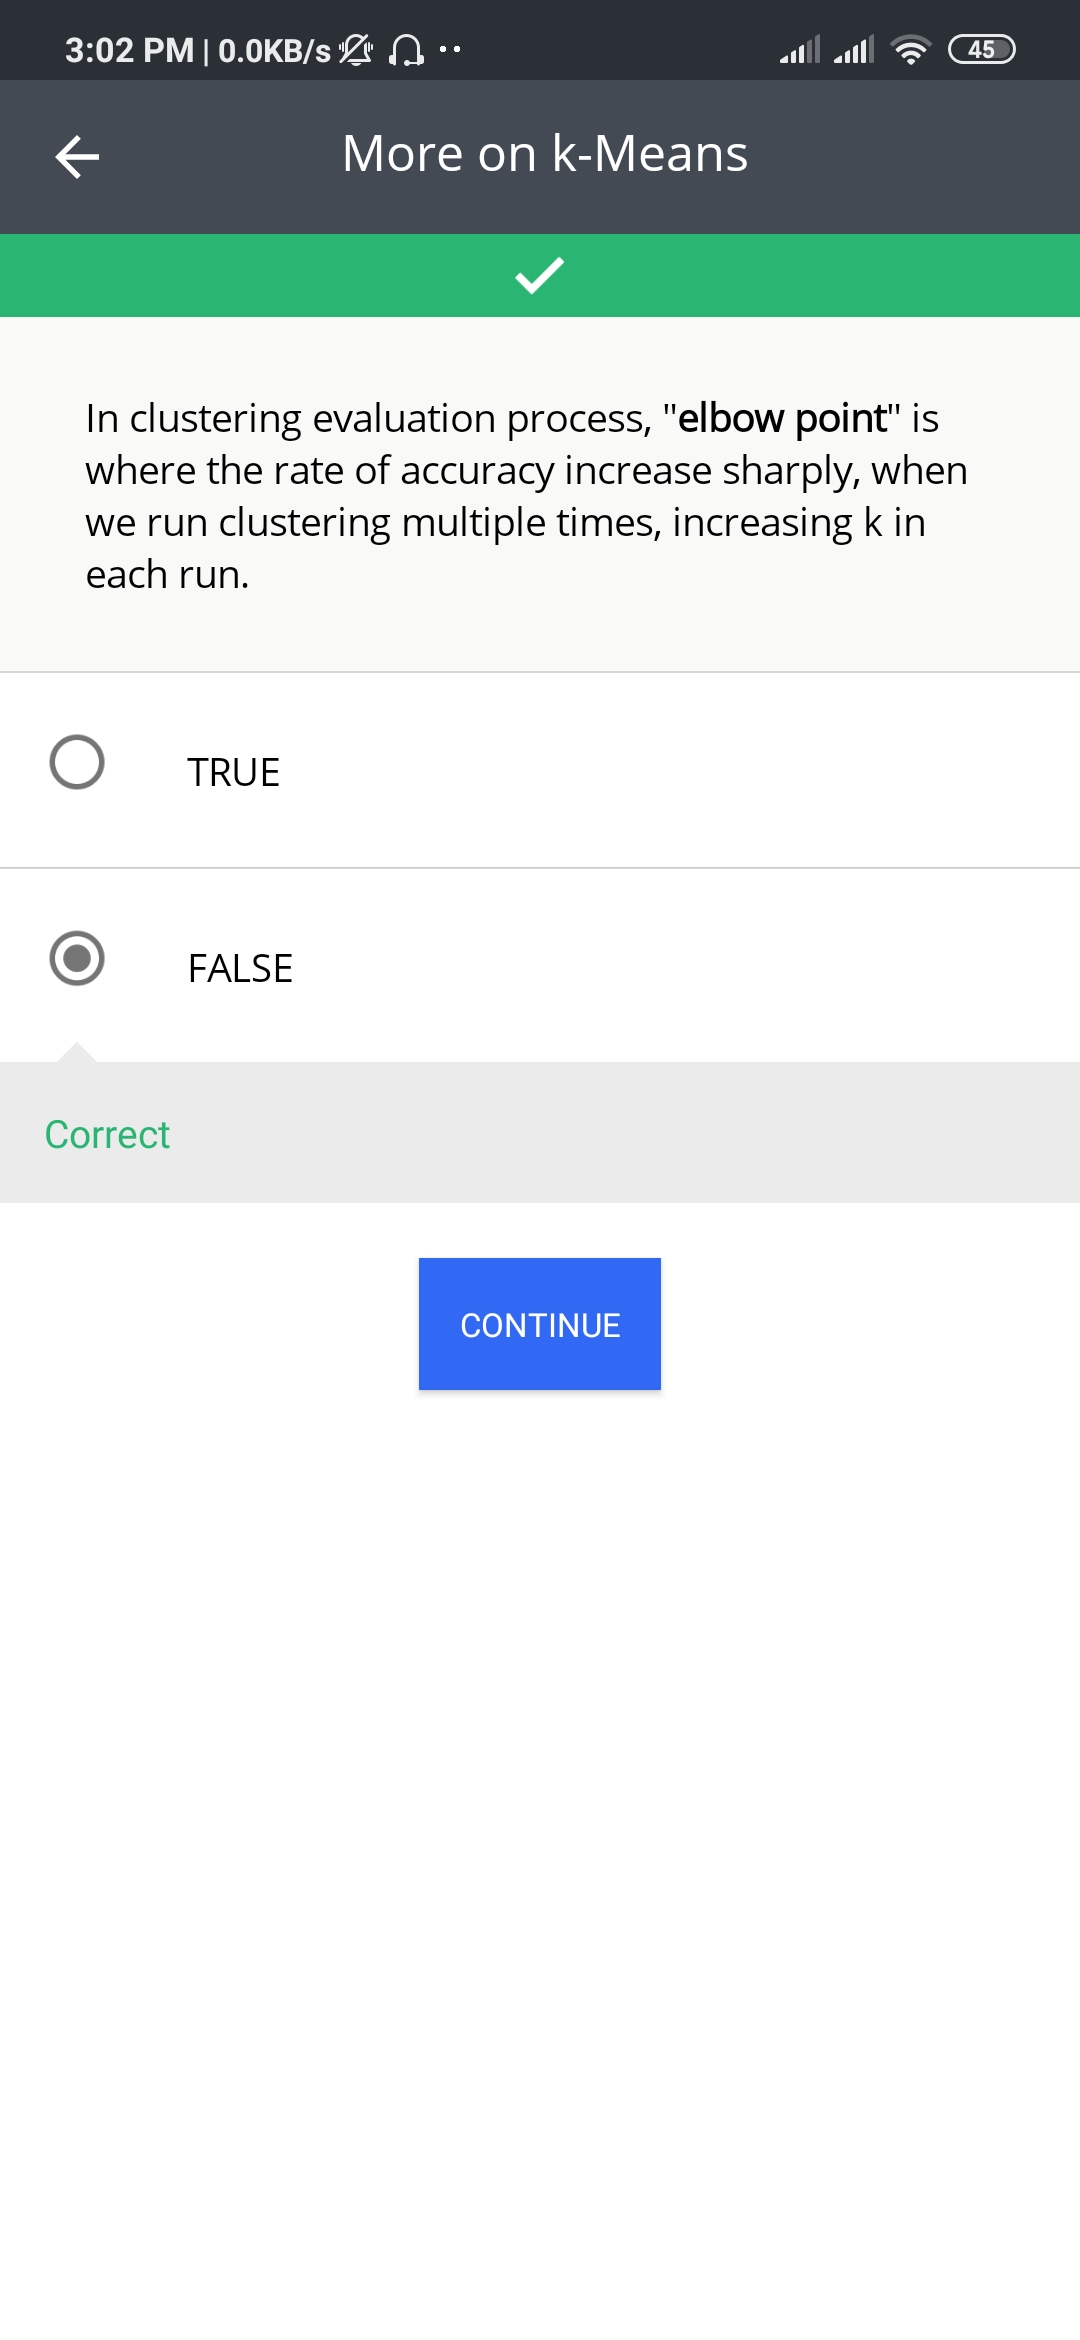 3:02 PM | 0.0KB/s 45
More on k-Means
In clustering evaluation process, "elbow point" is
where the rate of accuracy increase sharply, when
we run clustering multiple times, increasing k in
each run.
TRUE
FALSE
Correct
CONTINUE